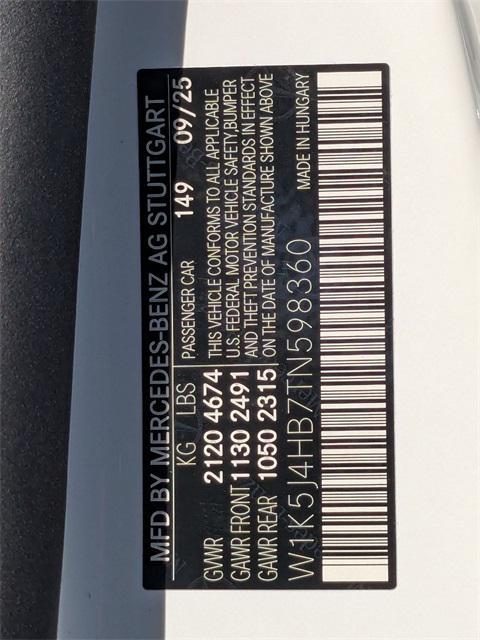 MFD BY MERCEDES-BENZ AG STUTTGART
KG LBS PASSENGER CAR 149 09/25
GVWR 2120 4674 THIS VEHICLE CONFORMS TO ALL APPLICABLE
GAWR FRONT 1130 2491 U.S. FEDERAL MOTOR VEHICLE SAFETY, BUMPER
AND THEFT PREVENTION STANDARDS IN EFFECT
GAWR REAR 1050 2315 ON THE DATE OF MANUFACTURE SHOWN ABOVE
W1K5J4HB7TN598360 MADE IN HUNGARY